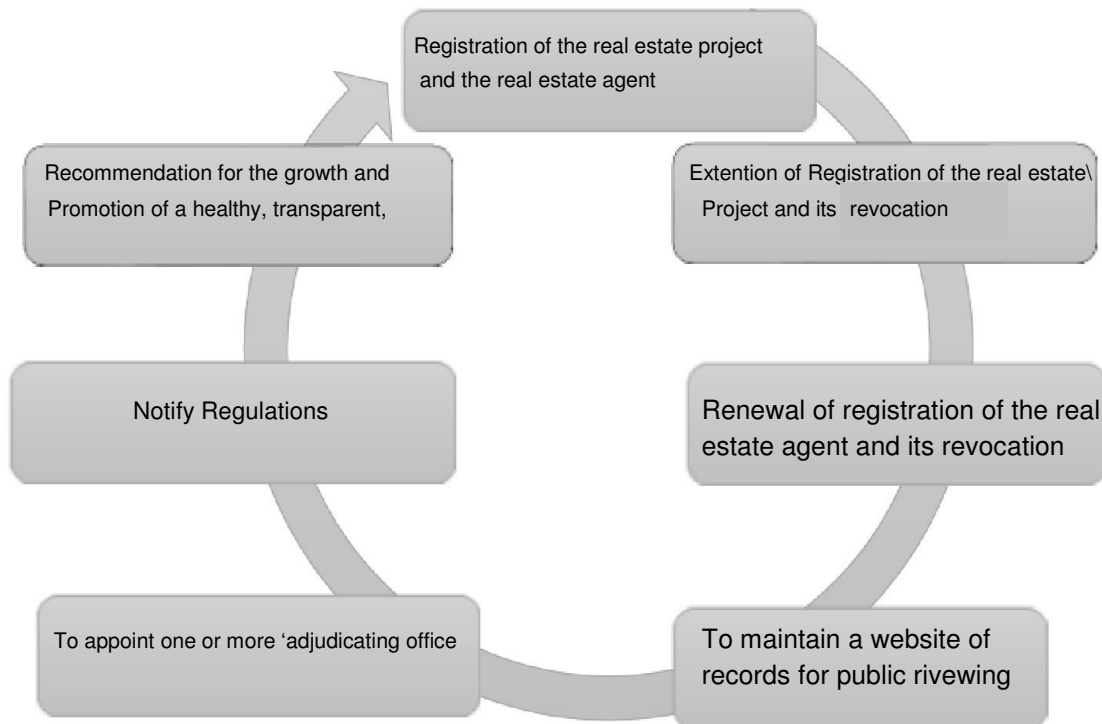 Registration of the real estate project
and the real estate agent
Extention of Registration of the real estate\
Project and its revocation
Renewal of registration of the real
estate agent and its revocation
To maintain a website of
records for public rivewing
To appoint one or more ‘adjudicating office
Notify Regulations
Recommendation for the growth and
Promotion of a healthy, transparent,